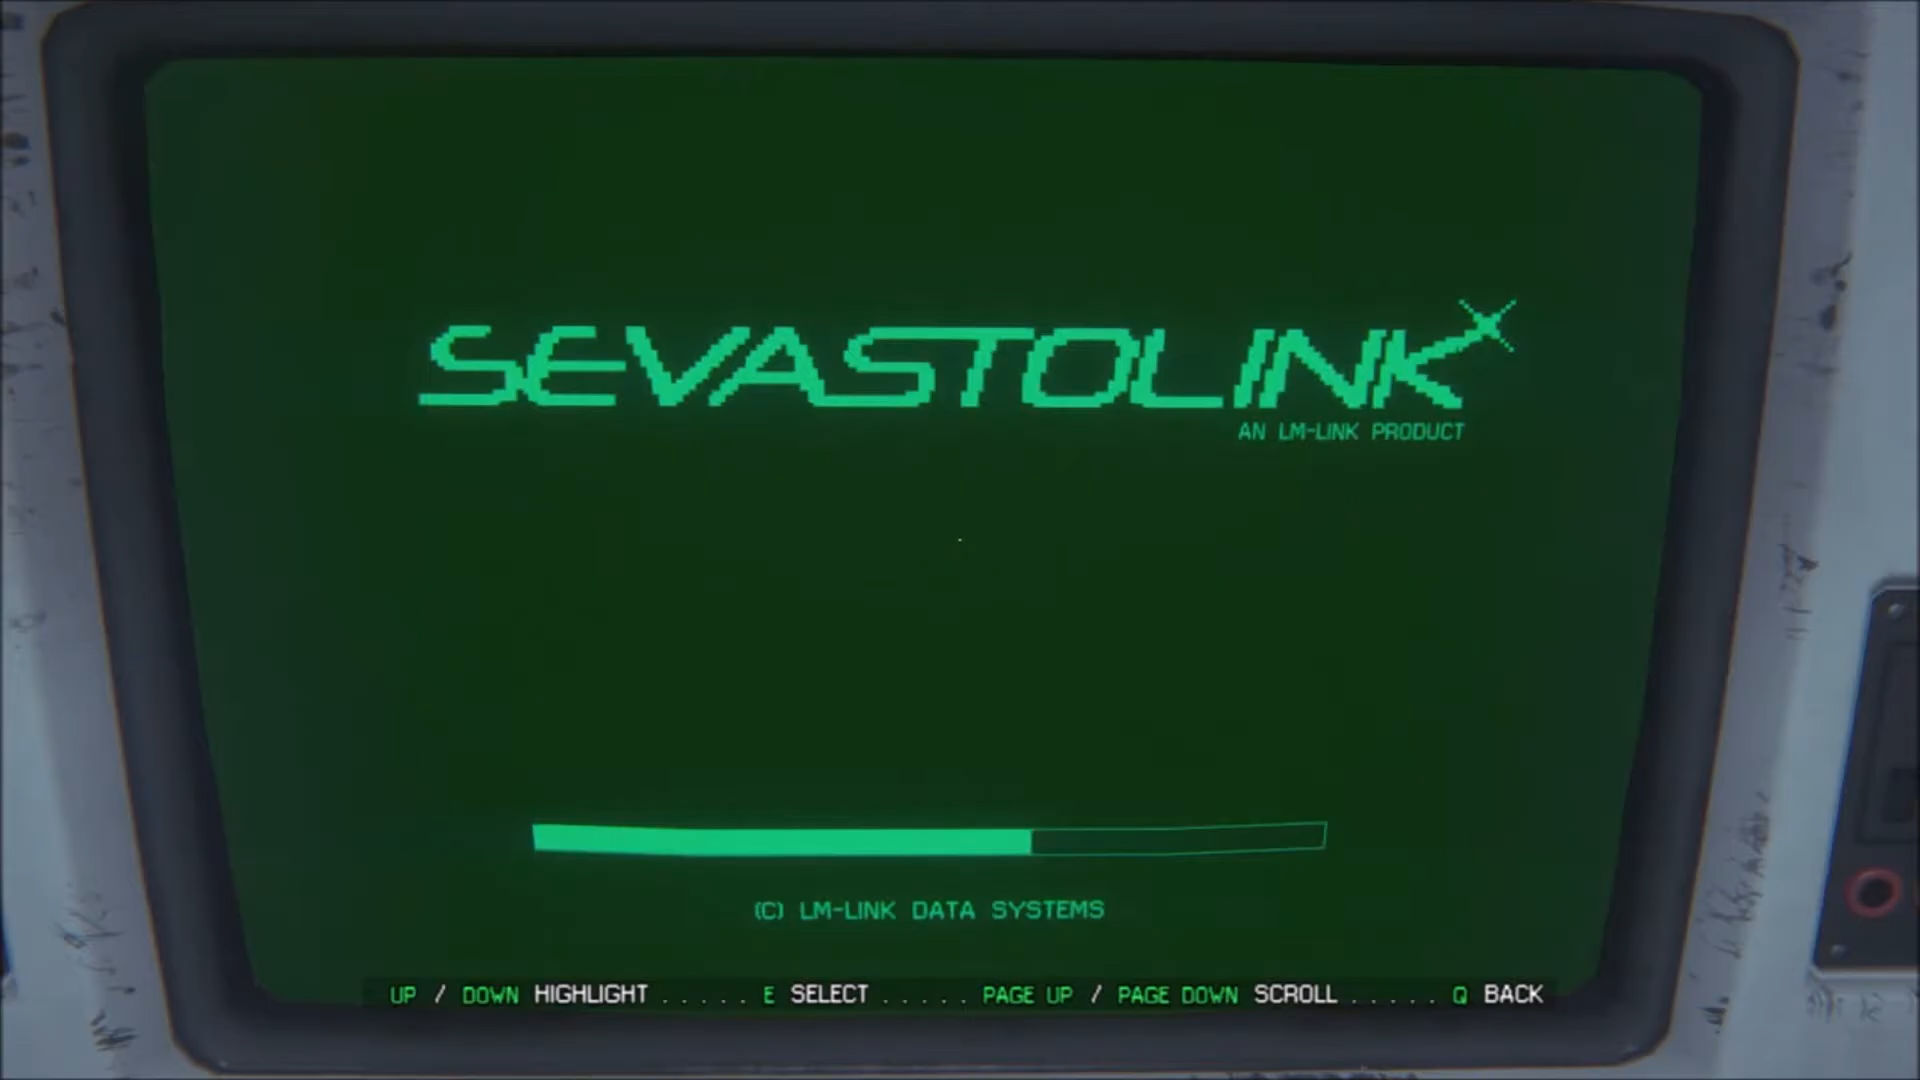 SEVASTOLINK
AN LM-LINK PRODUCT
(C) LM-LINK DATA SYSTEMS
UP / DOWN HIGHLIGHT ..... E SELECT ..... PAGE UP / PAGE DOWN SCROLL ..... Q BACK